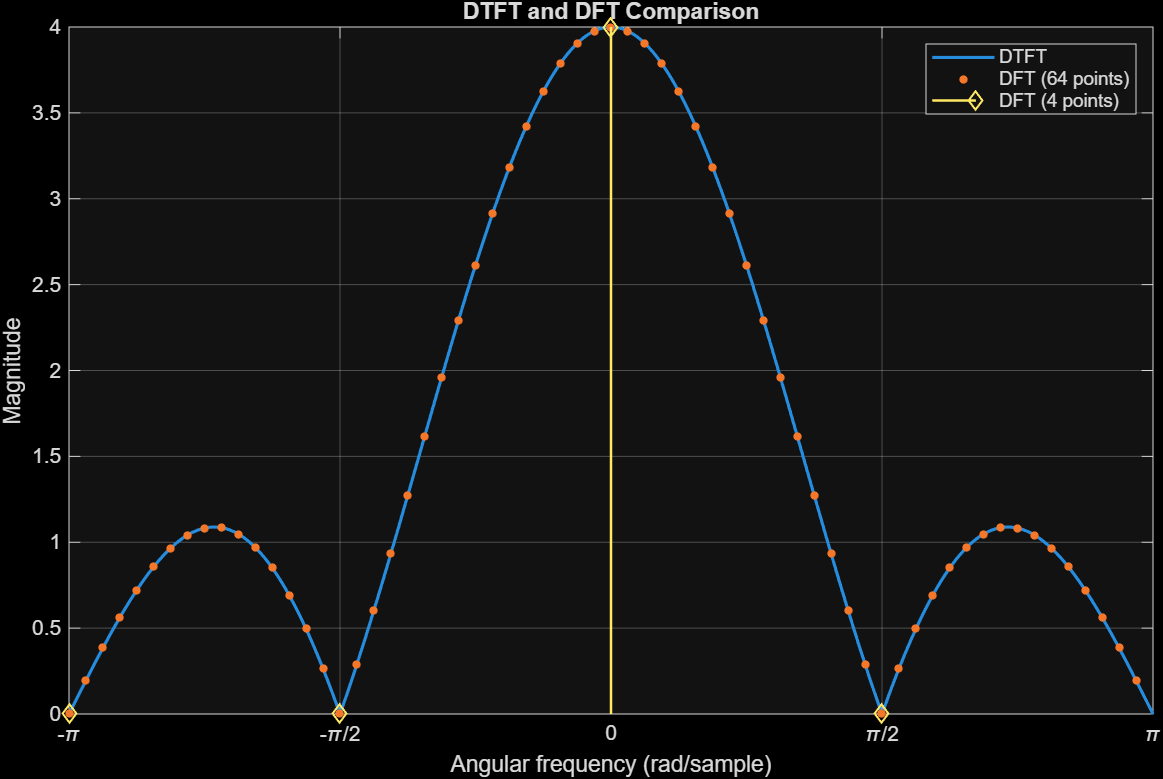 DTFT and DFT Comparison
DTFT
DFT (64 points)
DFT (4 points)
Magnitude
4
3.5
3
2.5
2
1.5
1
0.5
0
-π
-π/2
0
π/2
π
Angular frequency (rad/sample)